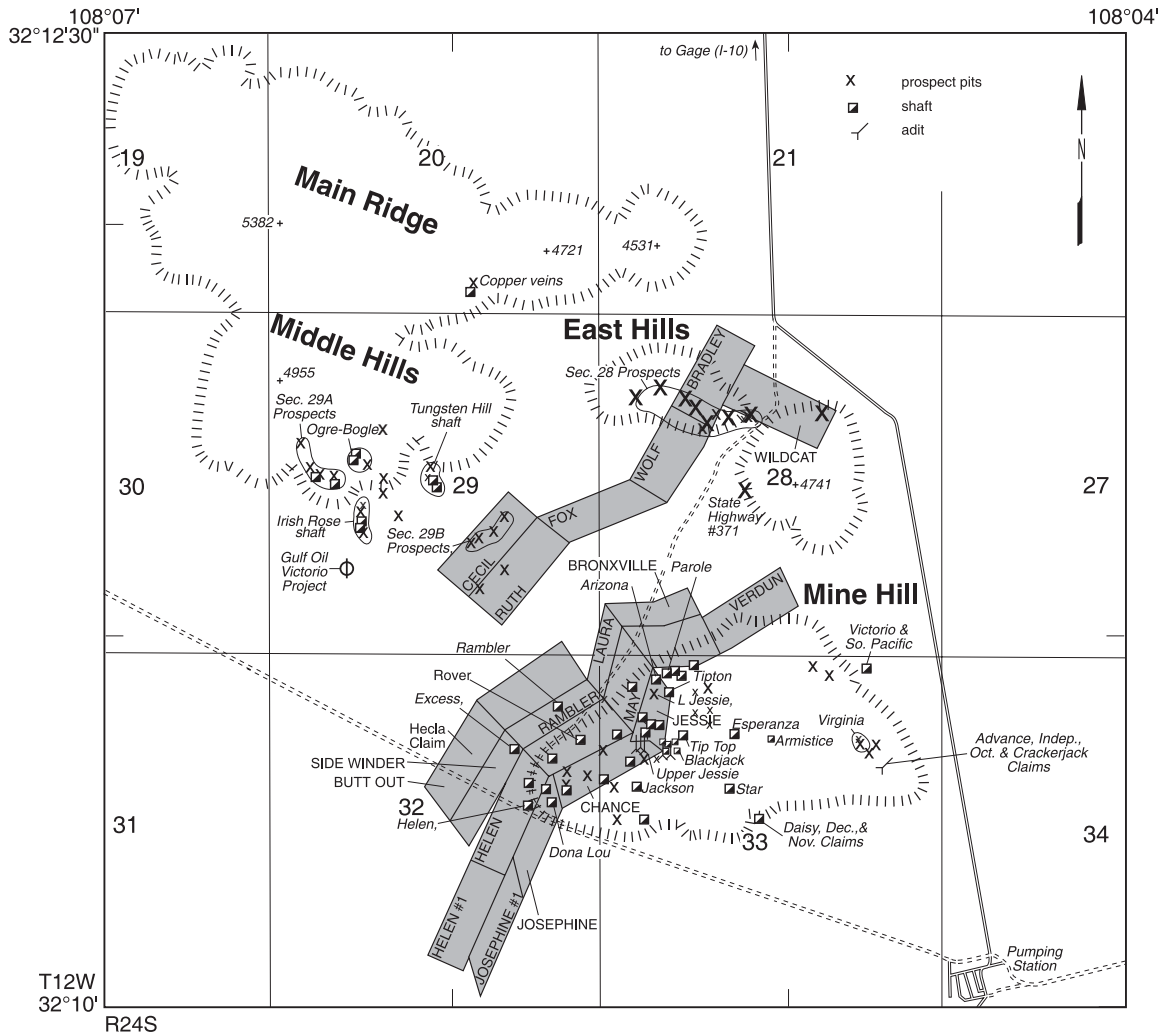 108°07'
108°04'
32°12'30"
to Gage (I-10)
X prospect pits
shaft
adit
N
19
20
21
Main Ridge
5382 +
+4721
4531+
X
Copper veins
Middle Hills
East Hills
BRADLEY
Sec. 28 Prospects
4955
+
Sec. 29A
Prospects
Ogre-Bogle
Tungsten Hill
shaft
WILDCAT
WOLF
30
29
28
+4741
27
State
Highway
#371
Irish Rose
shaft
Sec. 29B
Prospects,
FOX
Gulf Oil
Victorio
Project
CECIL
RUTH
BRONXVILLE
Parole
Arizona
VERDUN
Mine Hill
LAURA
Victorio &
So. Pacific
Rambler
Rover
Tipton
Excess,
L Jessie,
RAMBLER
MAY
JESSIE
Esperanza
Virginia
Hecla
Claim
Armistice
Advance, Indep.,
Oct. & Crackerjack
Claims
Tip Top
SIDE WINDER
Blackjack
Upper Jessie
BUTT OUT
Jackson
Star
32
CHANCE
31
Helen,
33
34
Daisy, Dec.,&
Nov. Claims
HELEN
Dona Lou
JOSEPHINE
HELEN #1
JOSEPHINE #1
Pumping
Station
T12W
32°10'
R24S